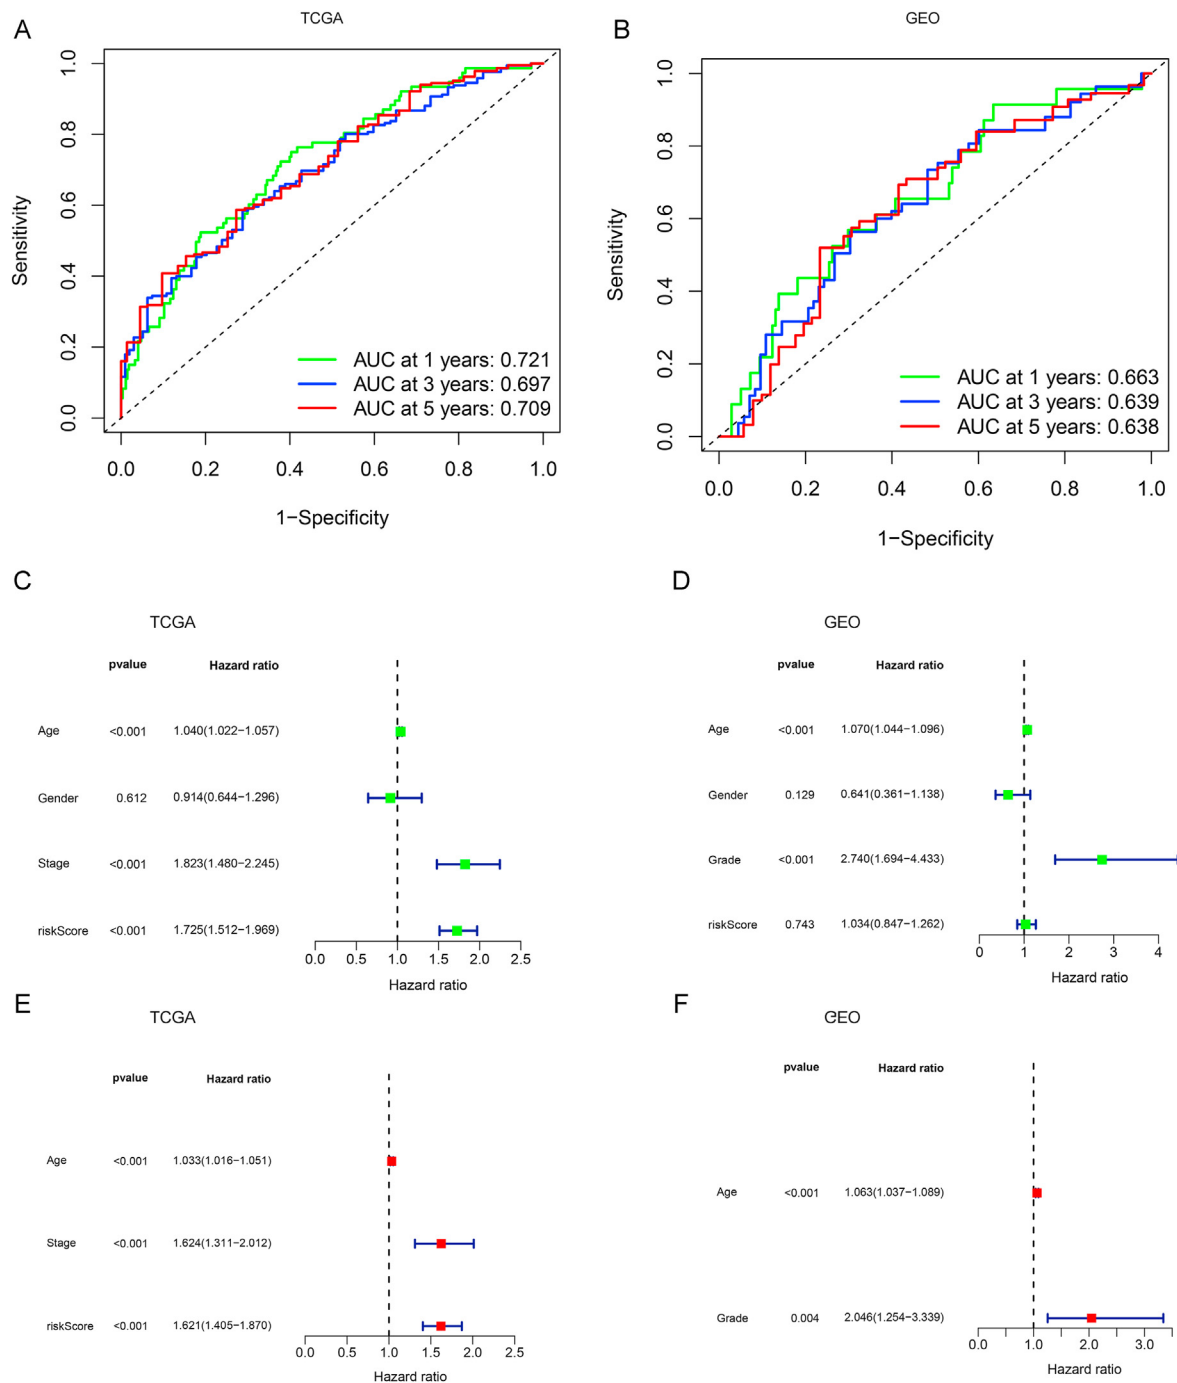 A
TCGA
Sensitivity
0.0 0.2 0.4 0.6 0.8 1.0
AUC at 1 years: 0.721
AUC at 3 years: 0.697
AUC at 5 years: 0.709
0.0 0.2 0.4 0.6 0.8 1.0
1−Specificity
B
GEO
Sensitivity
0.0 0.2 0.4 0.6 0.8 1.0
AUC at 1 years: 0.663
AUC at 3 years: 0.639
AUC at 5 years: 0.638
0.0 0.2 0.4 0.6 0.8 1.0
1−Specificity
C
TCGA
pvalue Hazard ratio
Age <0.001 1.040(1.022−1.057)
Gender 0.612 0.914(0.644−1.296)
Stage <0.001 1.823(1.480−2.245)
riskScore <0.001 1.725(1.512−1.969)
0.0 0.5 1.0 1.5 2.0 2.5
Hazard ratio
D
GEO
pvalue Hazard ratio
Age <0.001 1.070(1.044−1.096)
Gender 0.129 0.641(0.361−1.138)
Grade <0.001 2.740(1.694−4.433)
riskScore 0.743 1.034(0.847−1.262)
0 1 2 3 4
Hazard ratio
E
TCGA
pvalue Hazard ratio
Age <0.001 1.033(1.016−1.051)
Stage <0.001 1.624(1.311−2.012)
riskScore <0.001 1.621(1.405−1.870)
0.0 0.5 1.0 1.5 2.0 2.5
Hazard ratio
F
GEO
pvalue Hazard ratio
Age <0.001 1.063(1.037−1.089)
Grade 0.004 2.046(1.254−3.339)
0.0 1.0 2.0 3.0
Hazard ratio